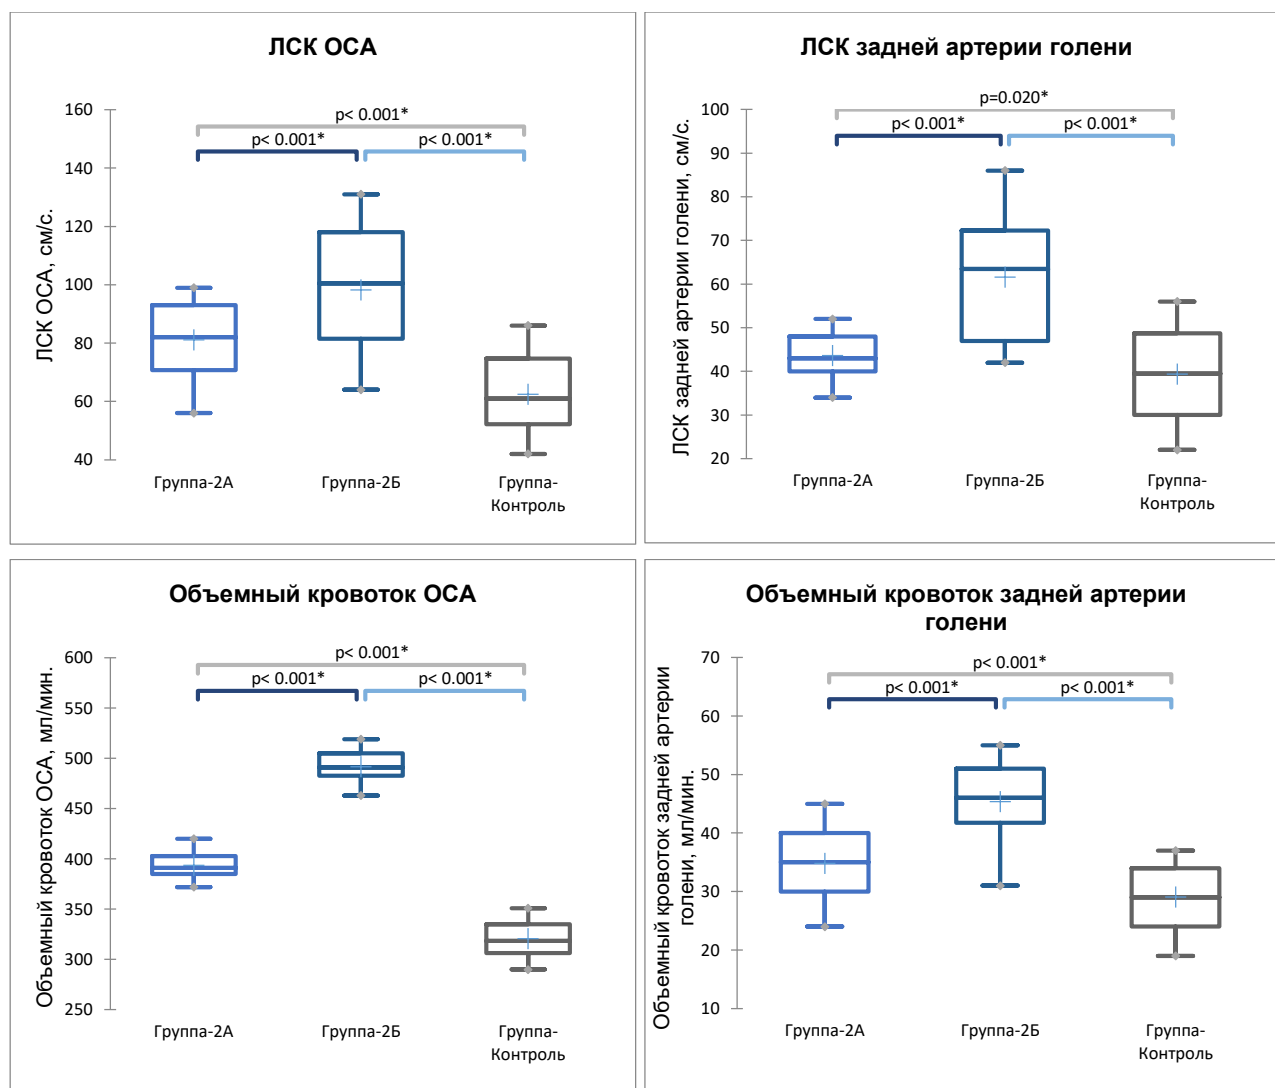 ЛСК ОСА
ЛСК ОСА, см/с.
160
140
120
100
80
60
40
p< 0.001*
p< 0.001*
p< 0.001*
Группа-2А
Группа-2Б
Группа-
Контроль
ЛСК задней артерии голени
ЛСК задней артерии голени, см/с.
100
90
80
70
60
50
40
30
20
p=0.020*
p< 0.001*
p< 0.001*
Группа-2А
Группа-2Б
Группа-
Контроль
Объемный кровоток ОСА
Объемный кровоток ОСА, мл/мин.
600
550
500
450
400
350
300
250
p< 0.001*
p< 0.001*
p< 0.001*
Группа-2А
Группа-2Б
Группа-
Контроль
Объемный кровоток задней артерии
голени
Объемный кровоток задней артерии
голени, мл/мин.
70
60
50
40
30
20
10
p< 0.001*
p< 0.001*
p< 0.001*
Группа-2А
Группа-2Б
Группа-
Контроль